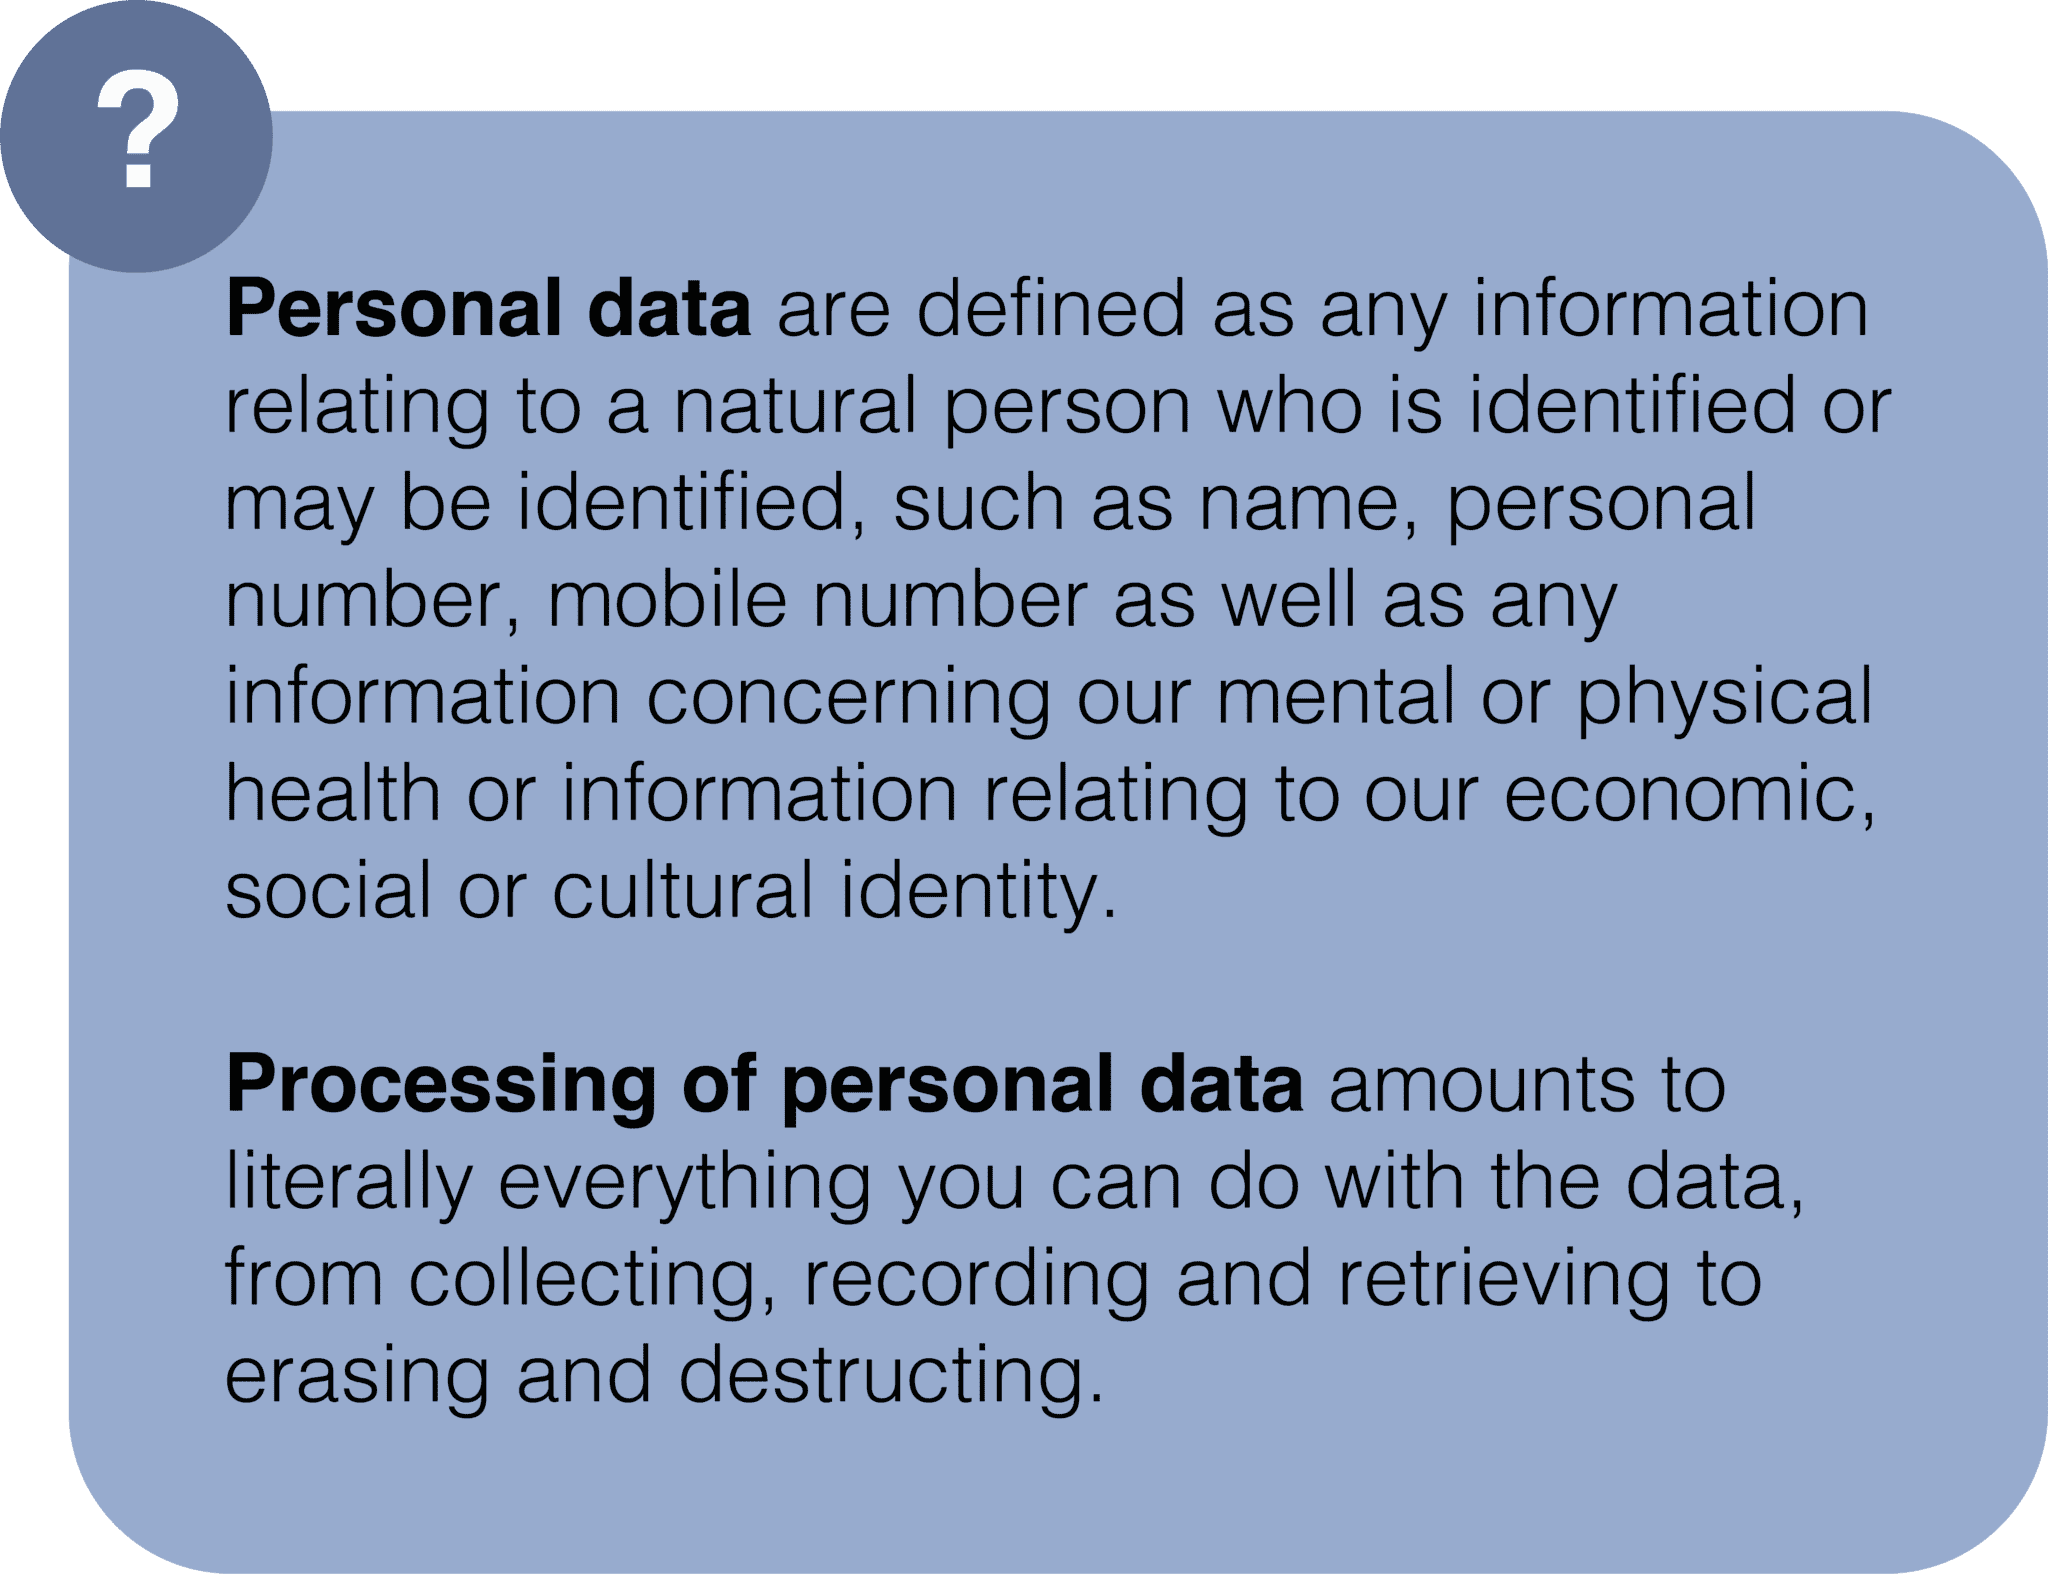 ?
Personal data are defined as any information
relating to a natural person who is identified or
may be identified, such as name, personal
number, mobile number as well as any
information concerning our mental or physical
health or information relating to our economic,
social or cultural identity.
Processing of personal data amounts to
literally everything you can do with the data,
from collecting, recording and retrieving to
erasing and destructing.